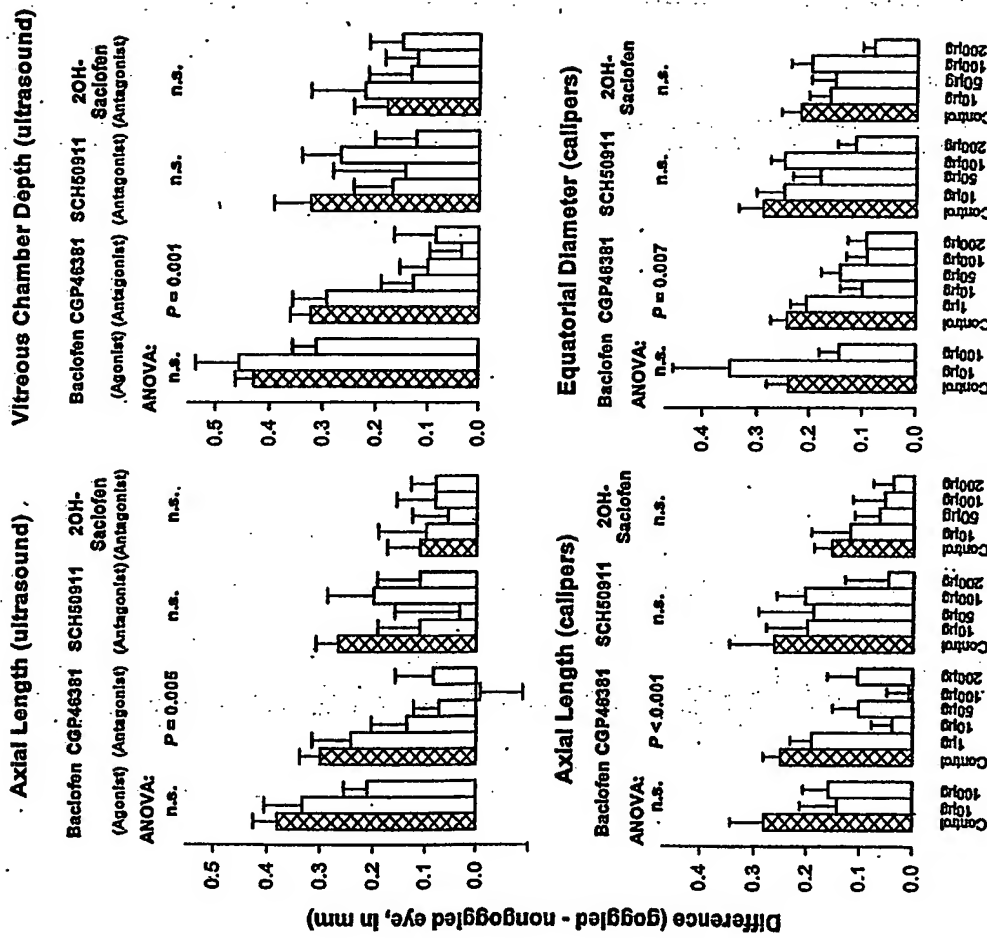 Axial Length (ultrasound)
Baclofen CGP46381 SCH50911 2OH-Saclofen
(Agonist) (Antagonist) (Antagonist) (Antagonist)
ANOVA:
n.s. P = 0.005 n.s. n.s.
0.5
0.4
0.3
0.2
0.1
0.0
Vitreous Chamber Depth (ultrasound)
Baclofen CGP46381 SCH50911 2OH-Saclofen
(Agonist) (Antagonist) (Antagonist) (Antagonist)
ANOVA:
n.s. P = 0.001 n.s. n.s.
0.5
0.4
0.3
0.2
0.1
0.0
Axial Length (calipers)
Baclofen CGP46381 SCH50911 2OH-Saclofen
ANOVA:
n.s. P < 0.001 n.s. n.s.
0.4
0.3
0.2
0.1
0.0
Control 10µg 100µg Control 1µg 10µg 50µg 100µg 200µg Control 10µg 50µg 100µg 200µg Control 10µg 50µg 100µg 200µg
Equatorial Diameter (calipers)
Baclofen CGP46381 SCH50911 2OH-Saclofen
ANOVA:
n.s. P = 0.007 n.s. n.s.
0.4
0.3
0.2
0.1
0.0
Control 10µg 100µg Control 1µg 10µg 50µg 100µg 200µg Control 10µg 50µg 100µg 200µg Control 10µg 50µg 100µg 200µg
Difference (goggled - nongoggled eye, in mm)